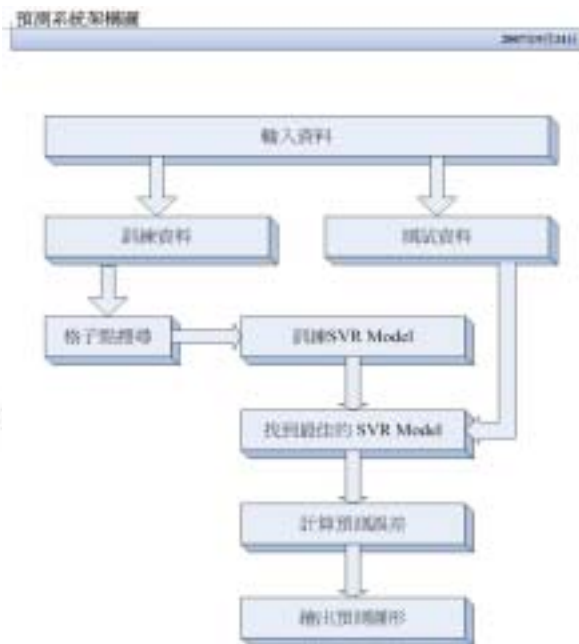 預測系統架構圖
輸入資料
訓練資料
測試資料
格子點搜尋
訓練SVR Model
找到最佳的 SVR Model
計算預測誤差
繪出預測圖形